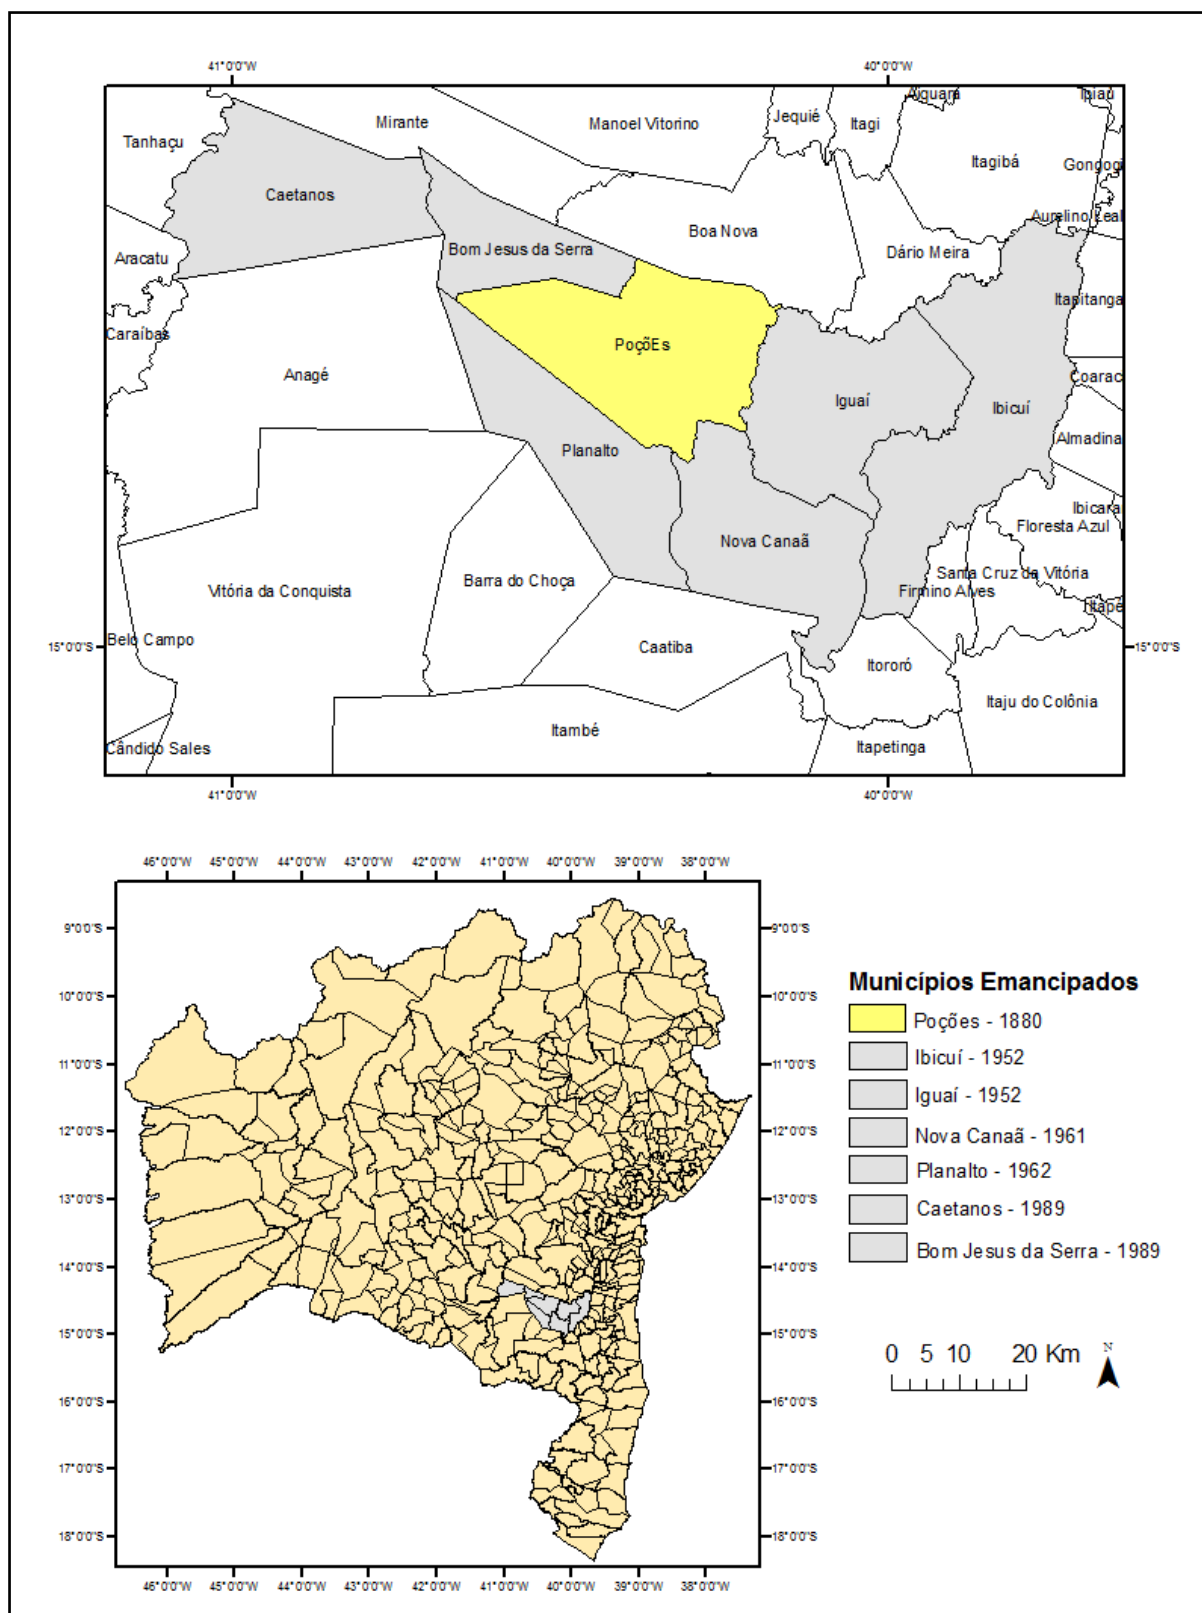 41°0'0"W 40°0'0"W
Aiquara Ipiaú
Mirante Manoel Vitorino Jequié Itagi
Tanhaçu Itagibá
Gongogi
Caetanos
Aurelino Leal
Boa Nova
Bom Jesus da Serra Dário Meira
Aracatu
Itapitanga
Caraíbas
PoçõEs
Anagé Coarac
Iguaí Ibicuí
Almadina
Planalto
Ibicara
Floresta Azul
Nova Canaã
Santa Cruz da Vitória
Barra do Choça
Vitória da Conquista Firmino Alves
Itapé
Belo Campo
15°0'0"S Caatiba 15°0'0"S
Itororó
Itaju do Colônia
Itambé
Cândido Sales Itapetinga
41°0'0"W 40°0'0"W
46°0'0"W 45°0'0"W 44°0'0"W 43°0'0"W 42°0'0"W 41°0'0"W 40°0'0"W 39°0'0"W 38°0'0"W
9°0'0"S 9°0'0"S
10°0'0"S 10°0'0"S
11°0'0"S 11°0'0"S
12°0'0"S 12°0'0"S
13°0'0"S 13°0'0"S
14°0'0"S 14°0'0"S
15°0'0"S 15°0'0"S
16°0'0"S 16°0'0"S
17°0'0"S 17°0'0"S
18°0'0"S 18°0'0"S
46°0'0"W 45°0'0"W 44°0'0"W 43°0'0"W 42°0'0"W 41°0'0"W 40°0'0"W 39°0'0"W 38°0'0"W
Municípios Emancipados
Poções - 1880
Ibicuí - 1952
Iguaí - 1952
Nova Canaã - 1961
Planalto - 1962
Caetanos - 1989
Bom Jesus da Serra - 1989
0 5 10 20 Km
N